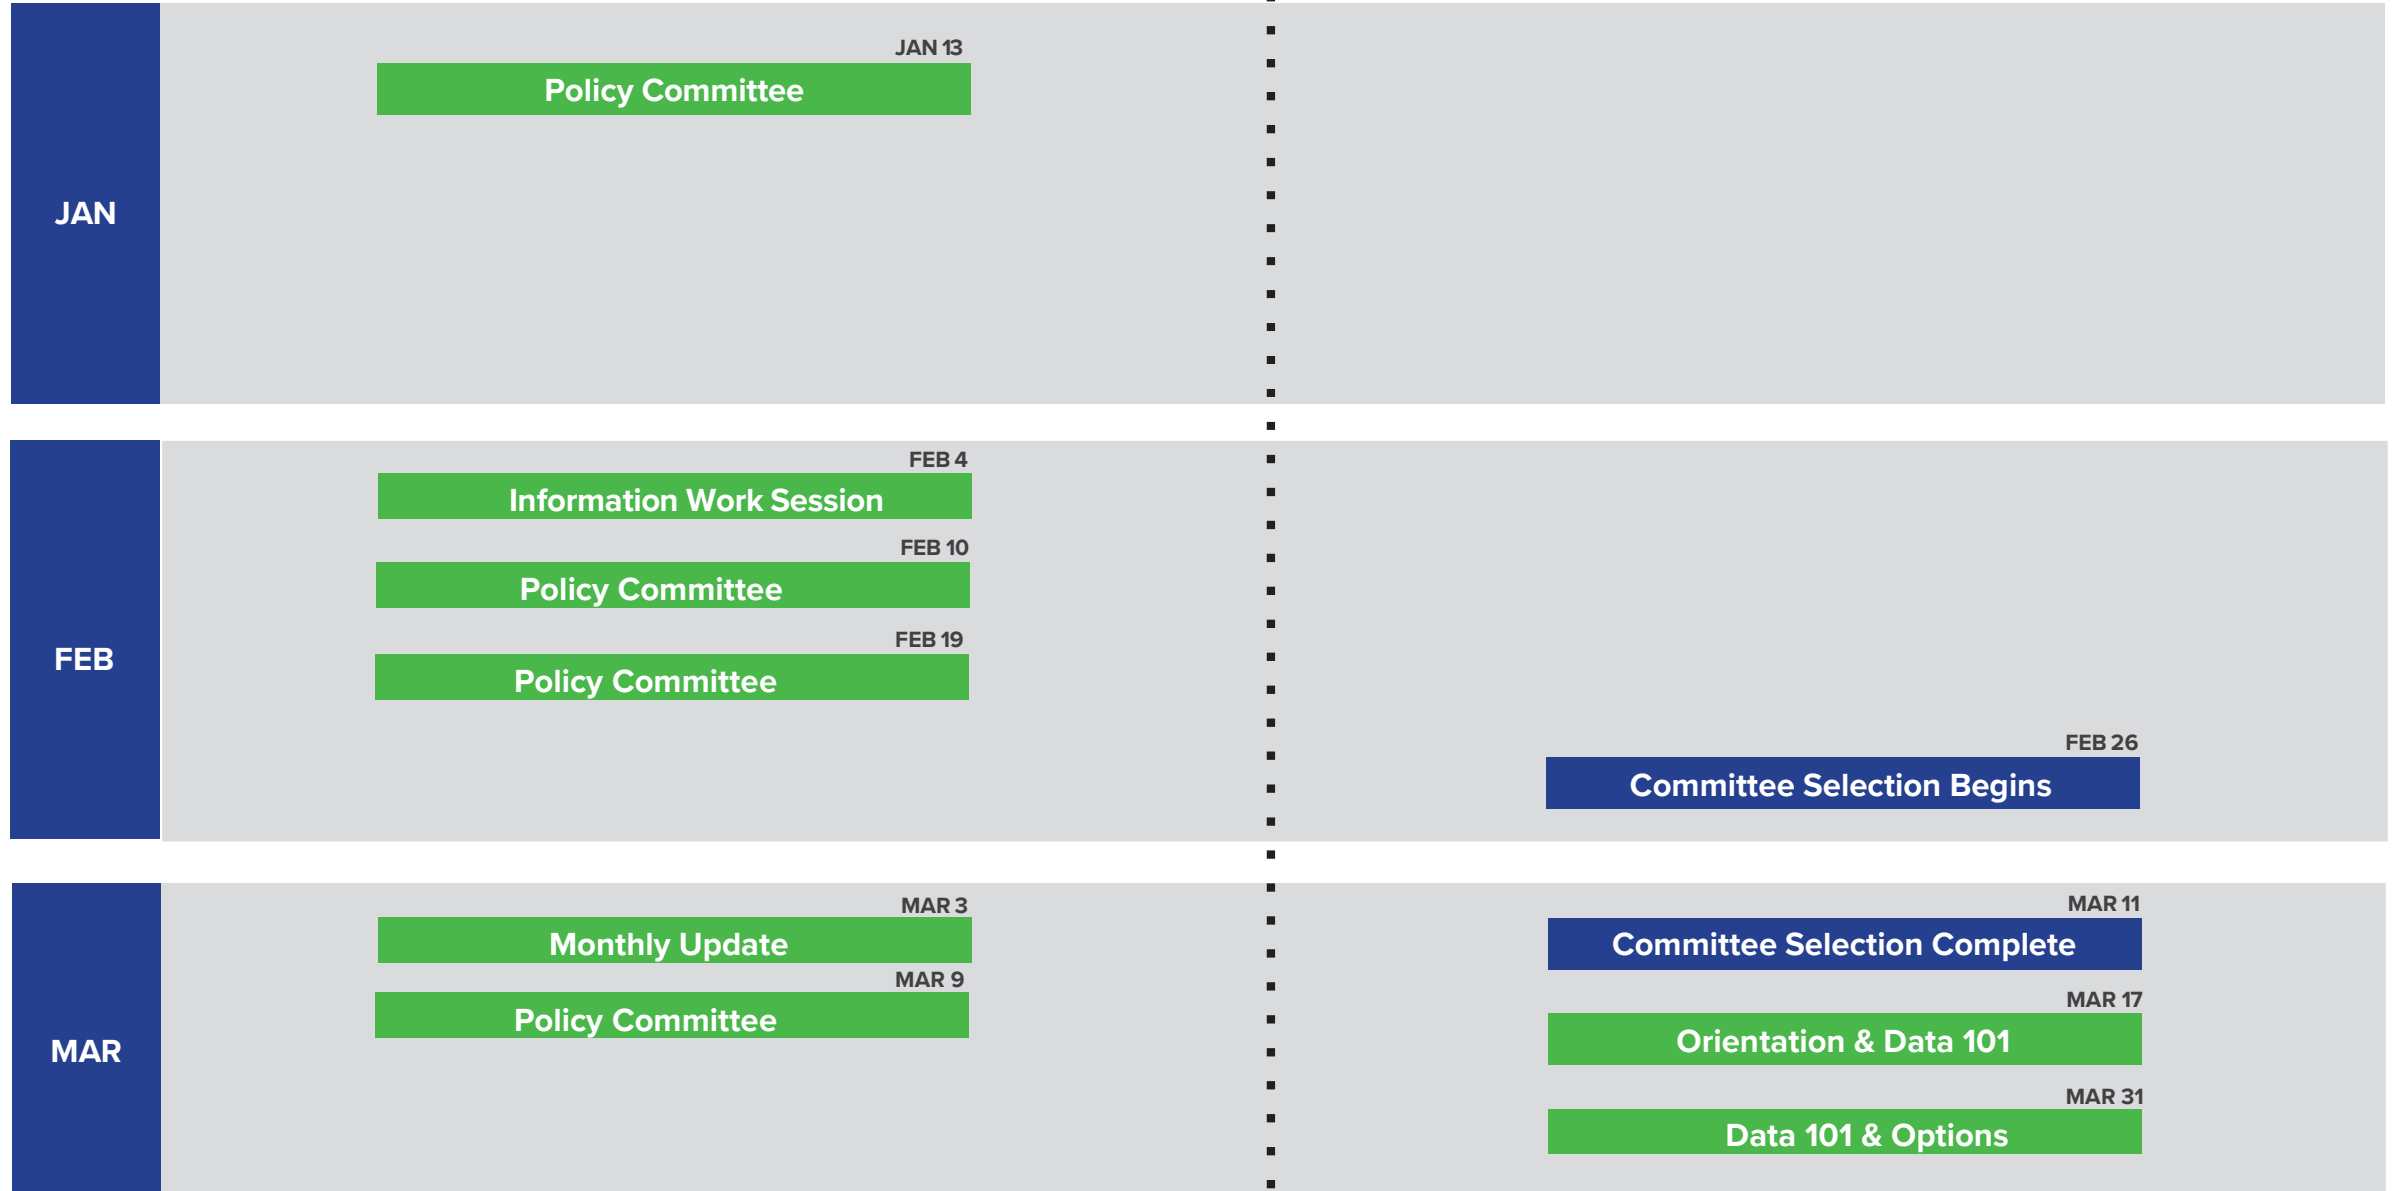 JAN
JAN 13
Policy Committee
FEB
FEB 4
Information Work Session
FEB 10
Policy Committee
FEB 19
Policy Committee
FEB 26
Committee Selection Begins
MAR
MAR 3
Monthly Update
MAR 9
Policy Committee
MAR 11
Committee Selection Complete
MAR 17
Orientation & Data 101
MAR 31
Data 101 & Options